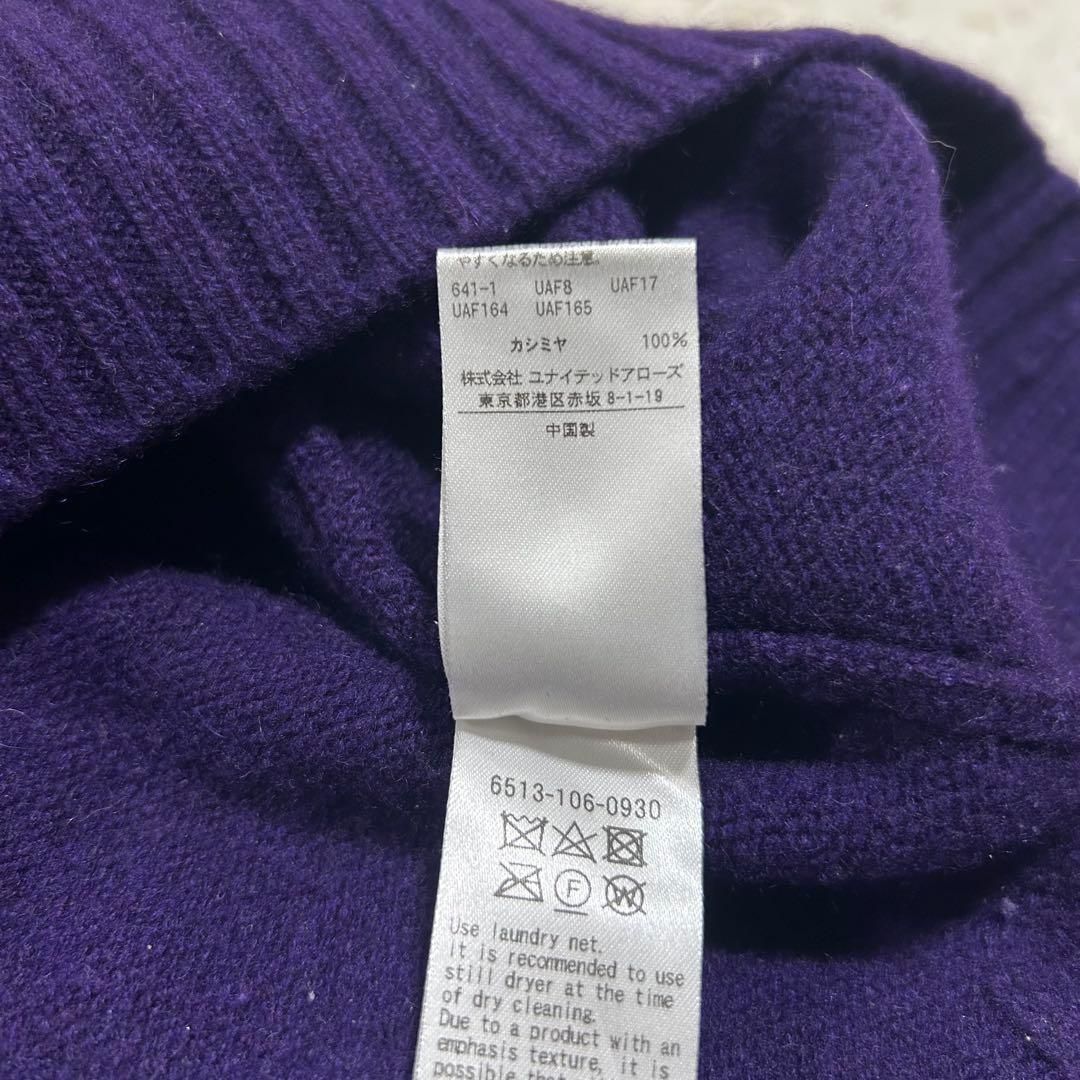 やすくなるため注意.
641-1 UAF8 UAF17
UAF164 UAF165
カシミヤ 100%
株式会社 ユナイテッドアローズ
東京都港区赤坂 8-1-19
中国製
6513-106-0930
F W
Use laundry net.
it is recommended to use
still dryer at the time
of dry cleaning.
Due to a product with an
emphasis texture, it is
possible that